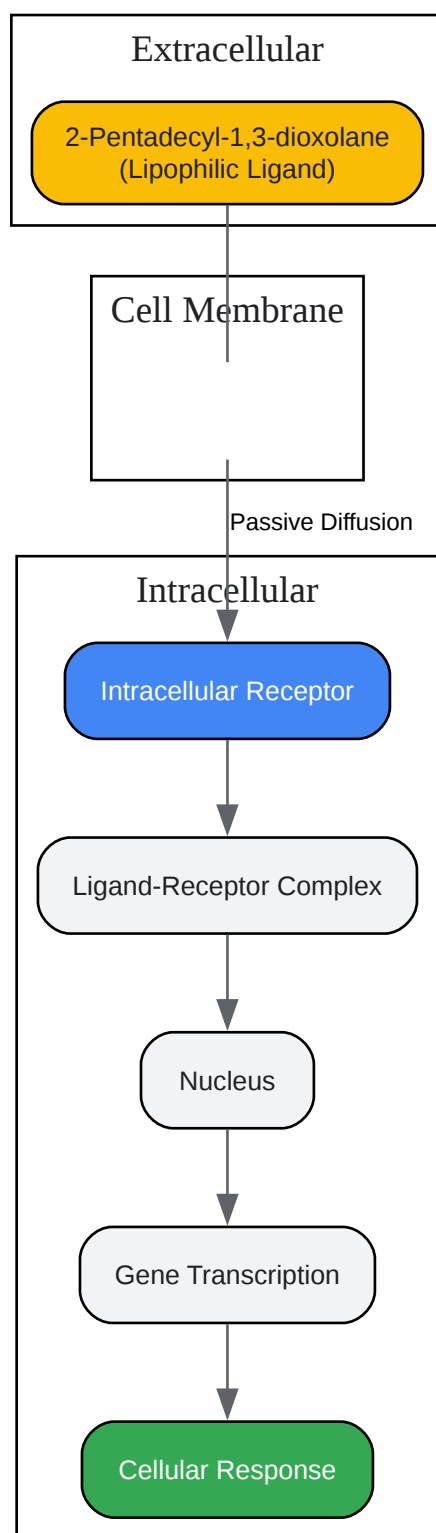 Extracellular
2-Pentadecyl-1,3-dioxolane
(Lipophilic Ligand)
Cell Membrane
Passive Diffusion
Intracellular
Intracellular Receptor
Ligand-Receptor Complex
Nucleus
Gene Transcription
Cellular Response